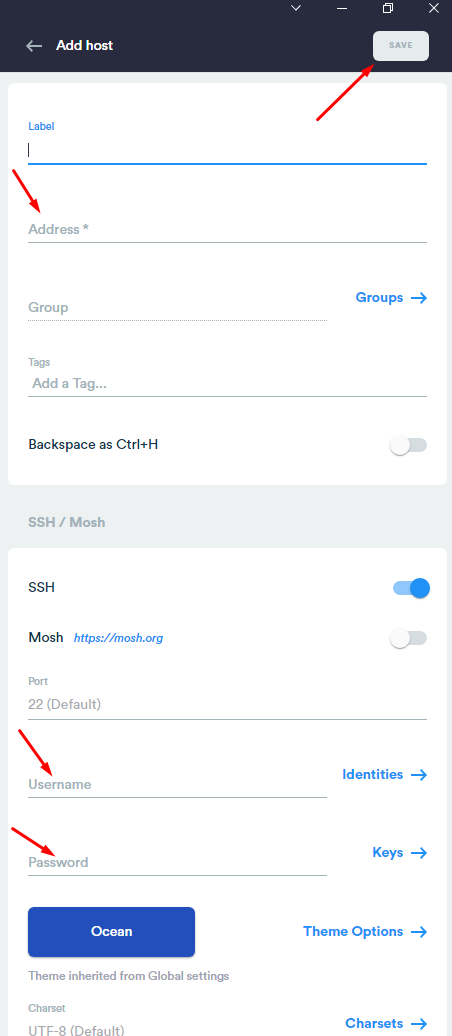 Add host
SAVE
Label
Address *
Group
Groups
Tags
Add a Tag...
Backspace as Ctrl+H
SSH / Mosh
SSH
Mosh https://mosh.org
Port
22 (Default)
Username
Identities
Password
Keys
Ocean
Theme Options
Theme inherited from Global settings
Charset
UTF-8 (Default)
Charsets